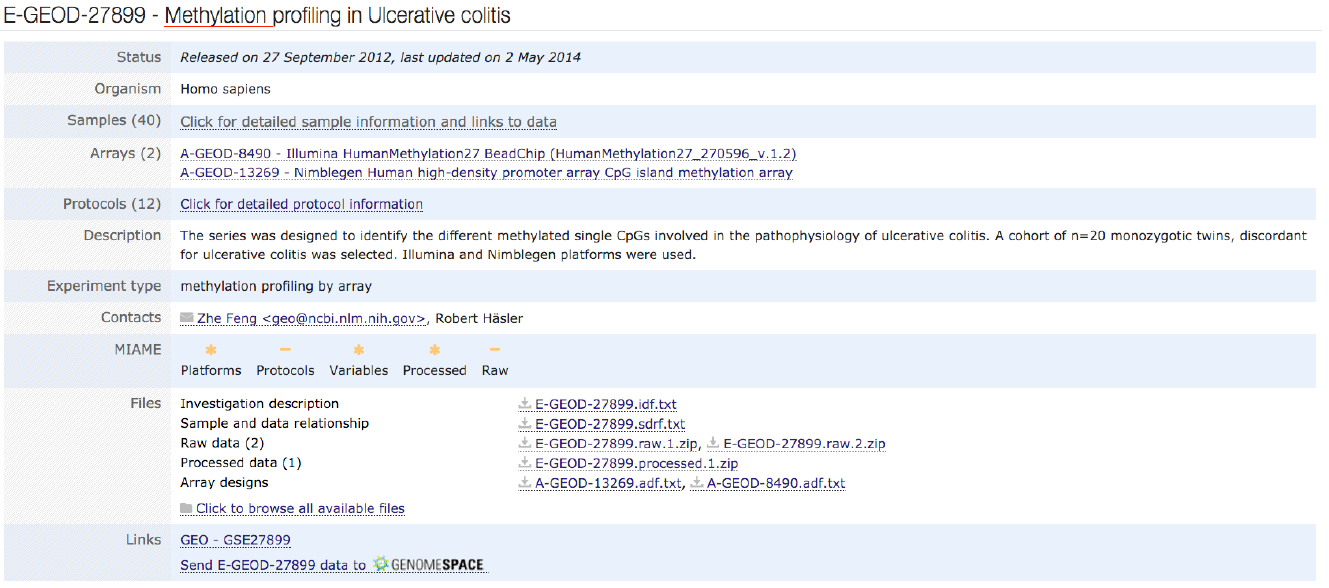 E-GEOD-27899 - Methylation profiling in Ulcerative colitis
Status Released on 27 September 2012, last updated on 2 May 2014
Organism Homo sapiens
Samples (40) Click for detailed sample information and links to data
Arrays (2) A-GEOD-8490 - Illumina HumanMethylation27 BeadChip (HumanMethylation27_270596_v.1.2)
A-GEOD-13269 - Nimblegen Human high-density promoter array CpG island methylation array
Protocols (12) Click for detailed protocol information
Description The series was designed to identify the different methylated single CpGs involved in the pathophysiology of ulcerative colitis. A cohort of n=20 monozygotic twins, discordant
for ulcerative colitis was selected. Illumina and Nimblegen platforms were used.
Experiment type methylation profiling by array
Contacts Zhe Feng <geo@ncbi.nlm.nih.gov>, Robert Häsler
MIAME * – * * –
Platforms Protocols Variables Processed Raw
Files Investigation description E-GEOD-27899.idf.txt
Sample and data relationship E-GEOD-27899.sdrf.txt
Raw data (2) E-GEOD-27899.raw.1.zip, E-GEOD-27899.raw.2.zip
Processed data (1) E-GEOD-27899.processed.1.zip
Array designs A-GEOD-13269.adf.txt, A-GEOD-8490.adf.txt
Click to browse all available files
Links GEO - GSE27899
Send E-GEOD-27899 data to GENOMESPACE